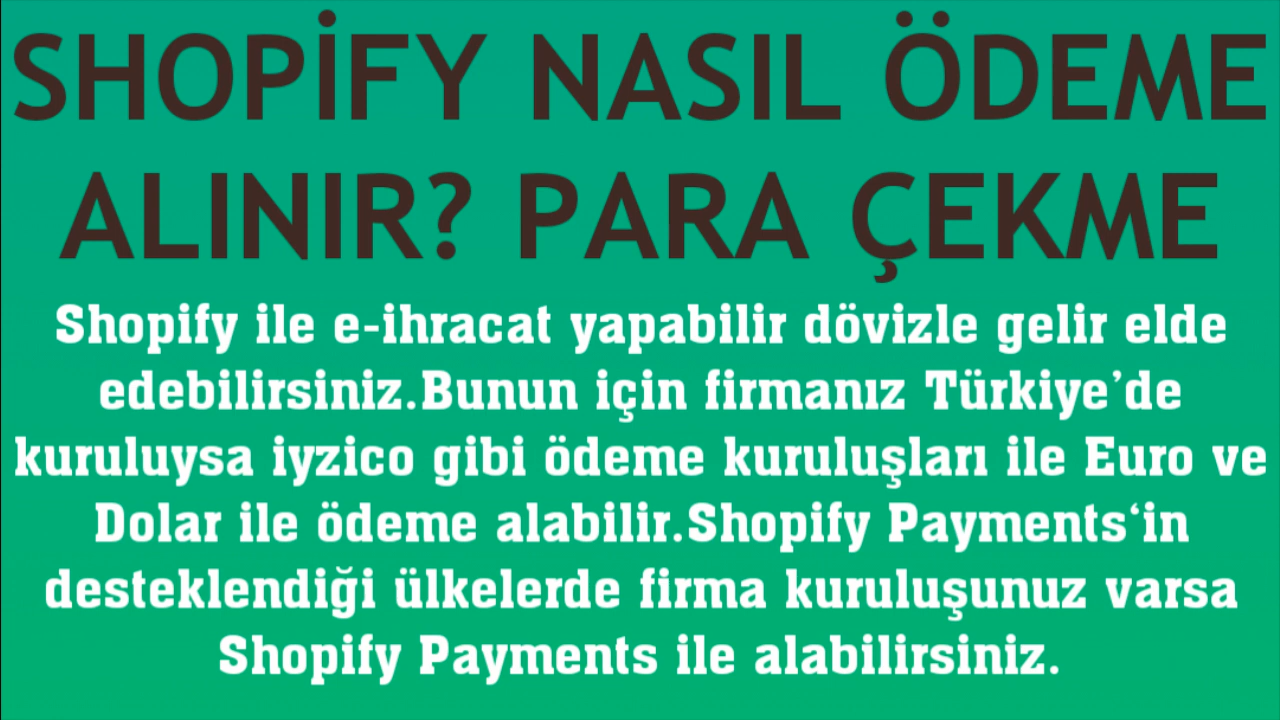 SHOPİFY NASIL ÖDEME
ALINIR? PARA ÇEKME
Shopify ile e-ihracat yapabilir dövizle gelir elde
edebilirsiniz.Bunun için firmanız Türkiye’de
kuruluysa iyzico gibi ödeme kuruluşları ile Euro ve
Dolar ile ödeme alabilir.Shopify Payments‘in
desteklendiği ülkelerde firma kuruluşunuz varsa
Shopify Payments ile alabilirsiniz.